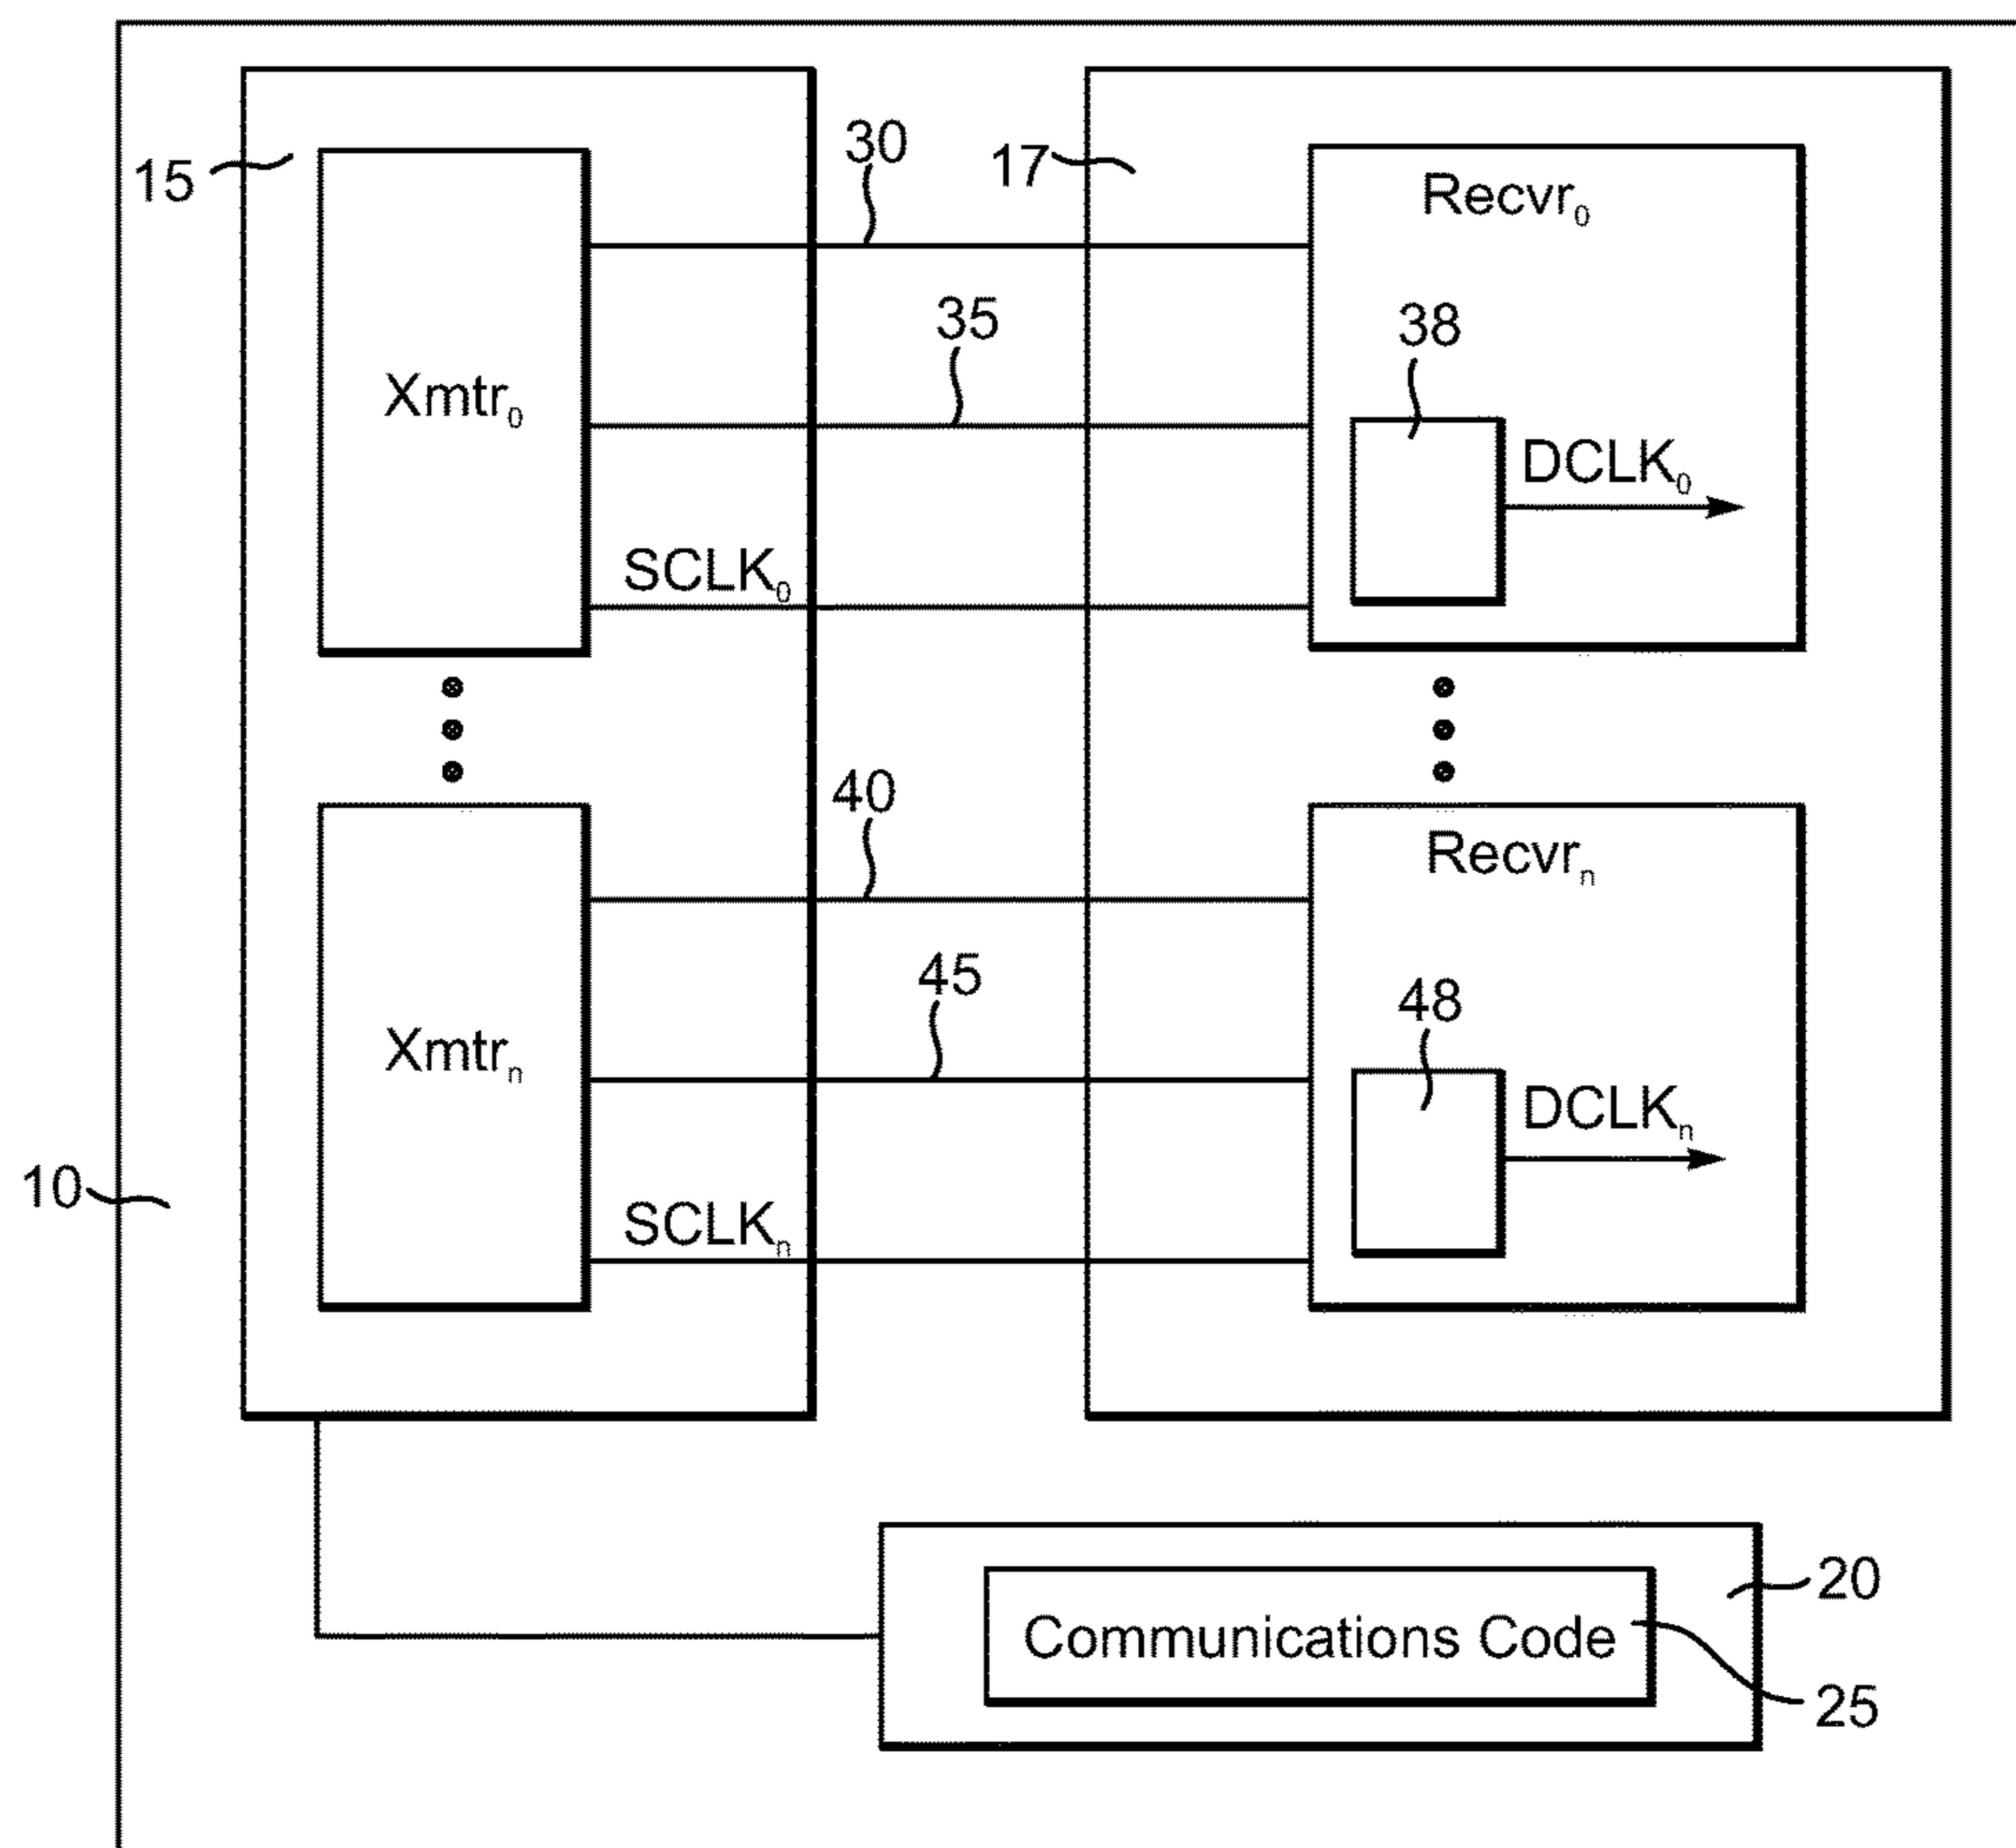 30
15
17
Recvr₀
35
38
Xmtr₀
DCLK₀
SCLK₀
40
Recvrₙ
45
48
Xmtrₙ
DCLKₙ
10
SCLKₙ
20
Communications Code
25